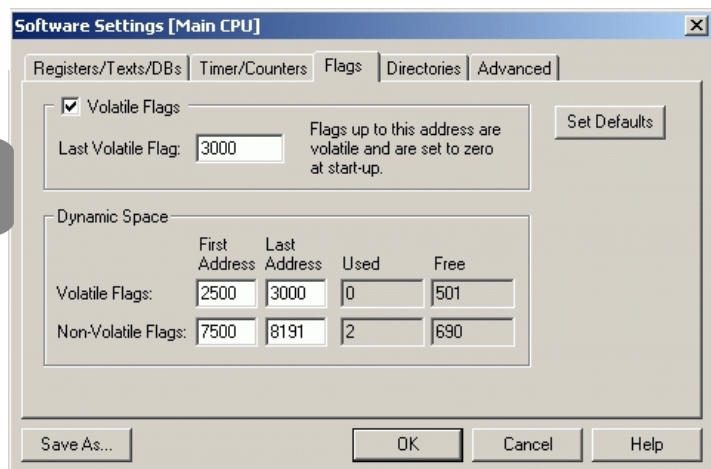 Software Settings [Main CPU]
Registers/Texts/DBs Timer/Counters Flags Directories Advanced
Volatile Flags
Last Volatile Flag: 3000
Flags up to this address are
volatile and are set to zero
at start-up.
Set Defaults
Dynamic Space
First Last
Address Address Used Free
Volatile Flags: 2500 3000 0 501
Non-Volatile Flags: 7500 8191 2 690
Save As... OK Cancel Help